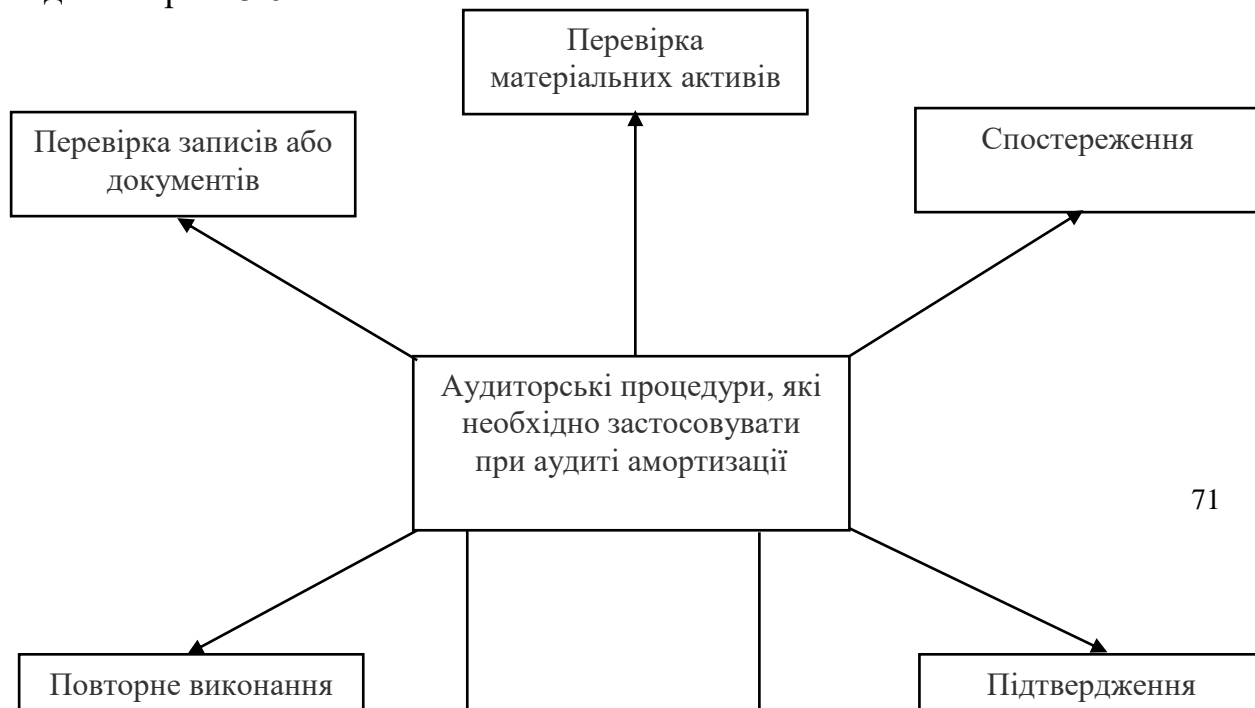 Перевірка
матеріальних активів
Перевірка записів або
документів
Спостереження
Аудиторські процедури, які
необхідно застосовувати
при аудиті амортизації
71
Повторне виконання
Підтвердження